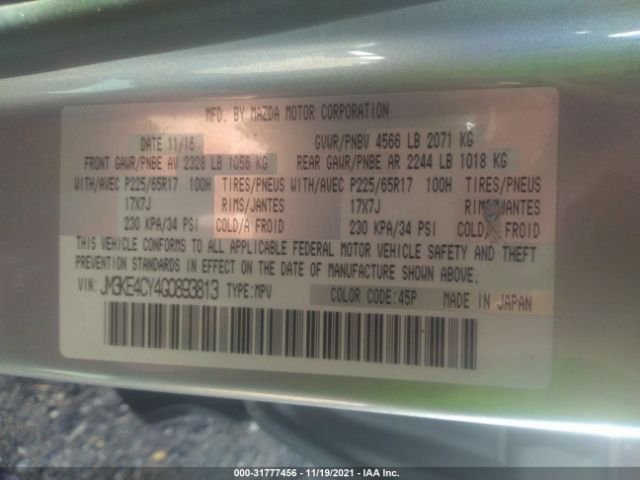 MFD. BY MAZDA MOTOR CORPORATION
DATE 11/16 GVWR/PNBV 4566 LB 2071 KG
FRONT GAWR/PNBE AV 2328 LB 1056 KG REAR GAWR/PNBE AR 2244 LB 1018 KG
WITH/AVEC P225/65R17 100H TIRES/PNEUS WITH/AVEC P225/65R17 100H TIRES/PNEUS
17X7J RIMS/JANTES 17X7J RIMS/JANTES
230 KPA/34 PSI COLD/A FROID 230 KPA/34 PSI COLD/A FROID
THIS VEHICLE CONFORMS TO ALL APPLICABLE FEDERAL MOTOR VEHICLE SAFETY AND THEFT
PREVENTION STANDARDS IN EFFECT ON THE DATE OF MANUFACTURE SHOWN ABOVE.
VIN: JM3KE4CY4G0893813 TYPE:MPV COLOR CODE:45P MADE IN JAPAN
000-31777456 - 11/19/2021 - IAA Inc.